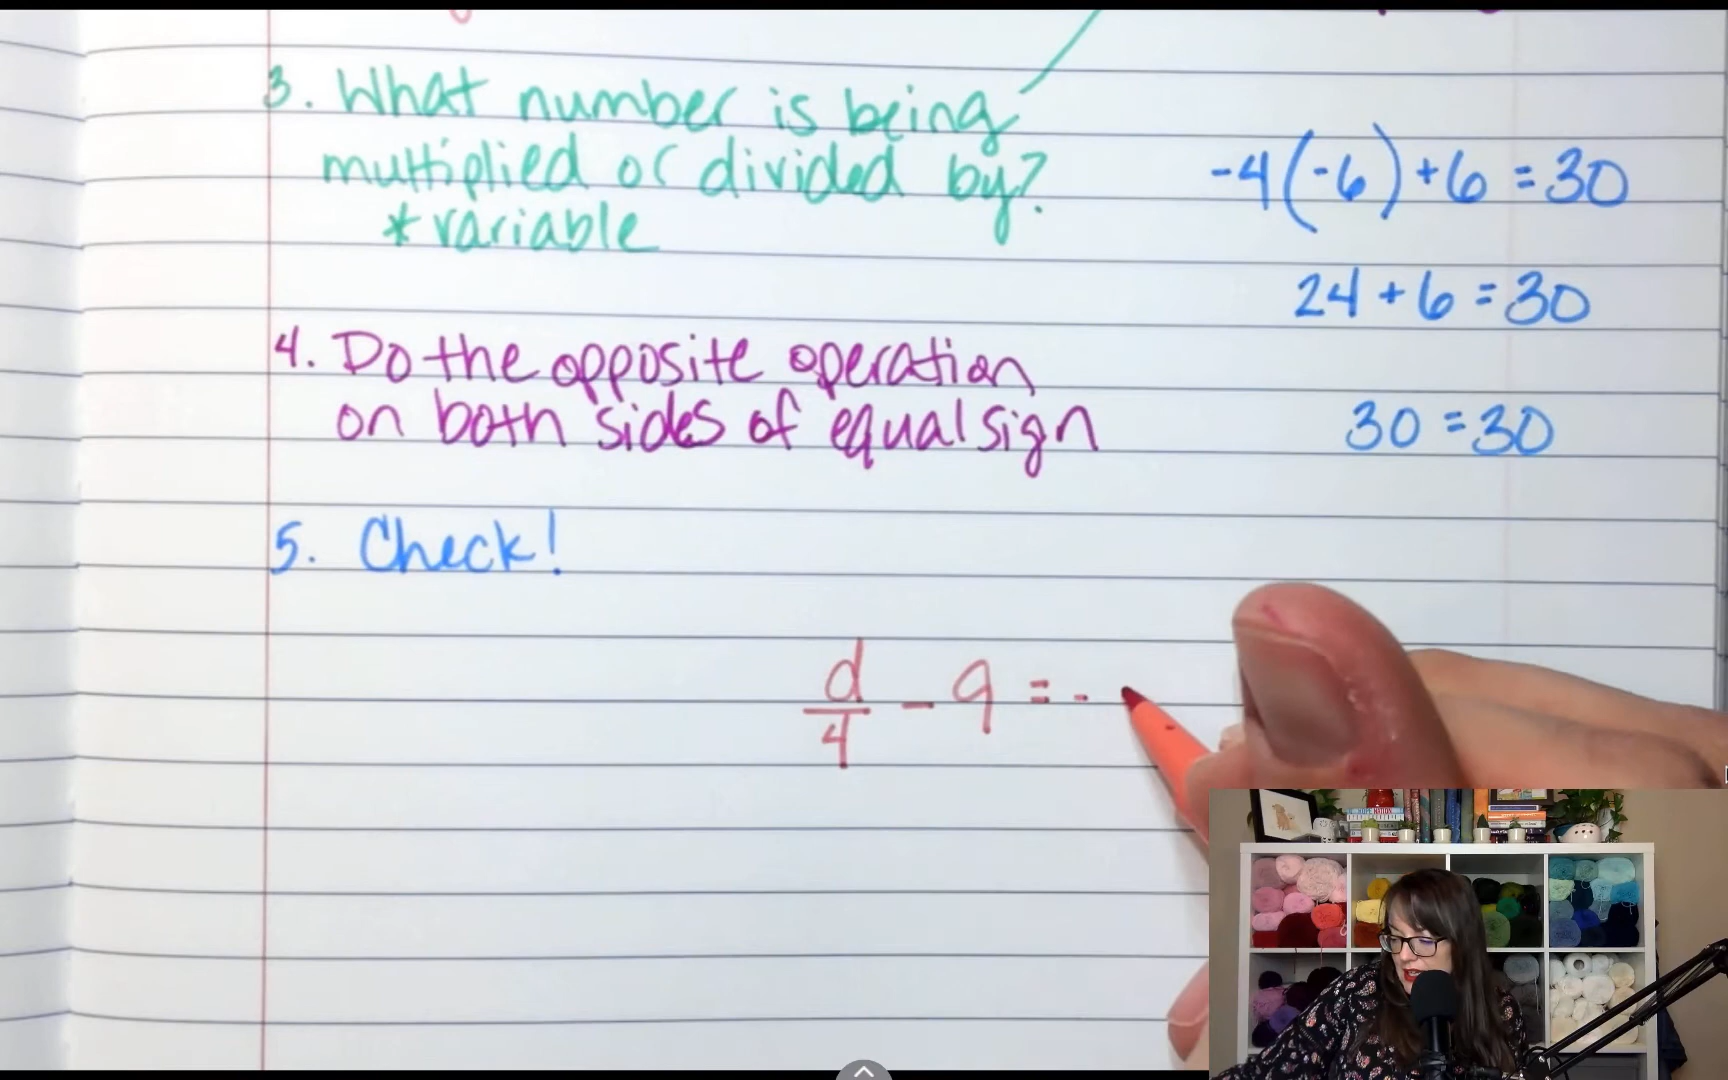 3. What number is being
multiplied or divided by?
* variable
4. Do the opposite operation
on both sides of equal sign
5. Check!
-4(-6)+6=30
24+6=30
30=30
d/4 - 9 = -